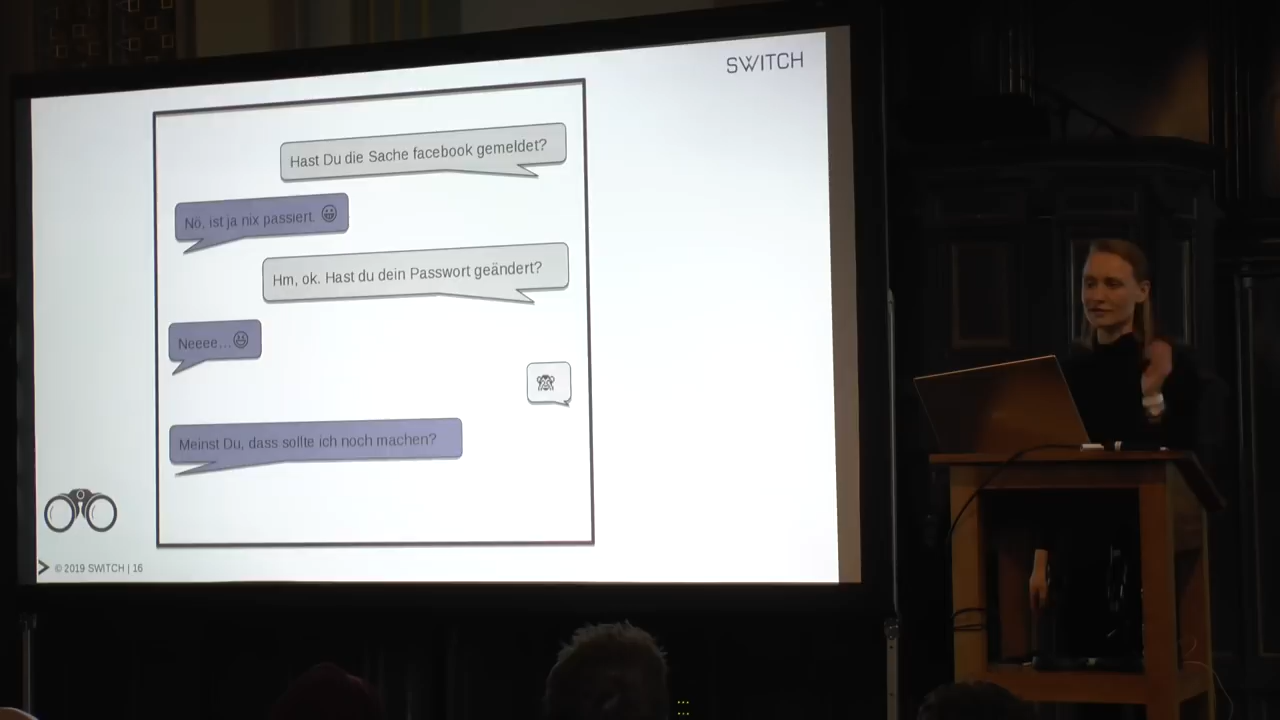 SWITCH
Hast Du die Sache facebook gemeldet?
Nö, ist ja nix passiert. 😀
Hm, ok. Hast du dein Passwort geändert?
Neeee...😆
🙈
Meinst Du, dass sollte ich noch machen?
© 2019 SWITCH | 16